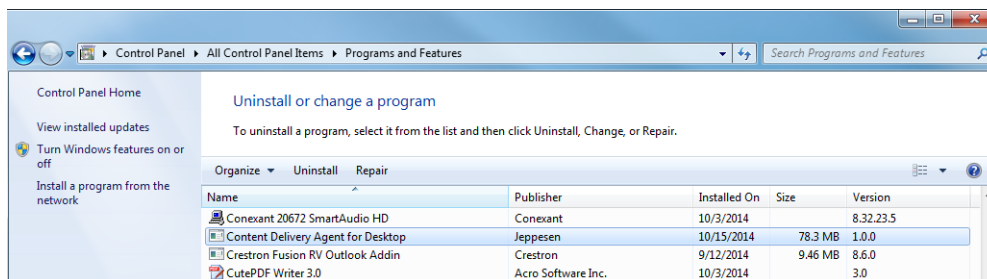 Control Panel All Control Panel Items Programs and Features Search Programs and Features
Control Panel Home
View installed updates
Turn Windows features on or
off
Install a program from the
network
Uninstall or change a program
To uninstall a program, select it from the list and then click Uninstall, Change, or Repair.
Organize Uninstall Repair
Name Publisher Installed On Size Version
Conexant 20672 SmartAudio HD Conexant 10/3/2014 8.32.23.5
Content Delivery Agent for Desktop Jeppesen 10/15/2014 78.3 MB 1.0.0
Crestron Fusion RV Outlook Addin Crestron 9/12/2014 9.46 MB 8.6.0
CutePDF Writer 3.0 Acro Software Inc. 10/3/2014 3.0